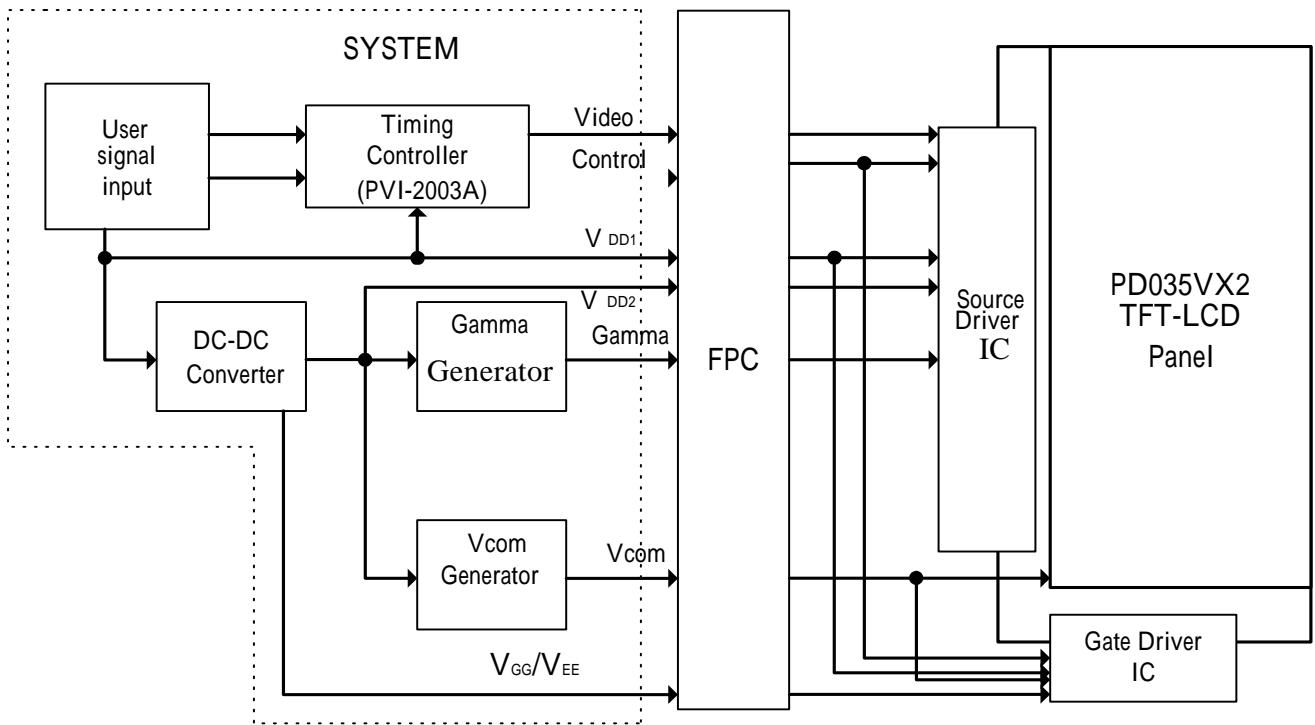 SYSTEM
User
signal
input
Timing
Controller
(PVI-2003A)
Video
Control
V DD1
V DD2
DC-DC
Converter
Gamma
Generator
Gamma
Vcom
Generator
Vcom
VGG/VEE
FPC
Source
Driver
IC
PD035VX2
TFT-LCD
Panel
Gate Driver
IC